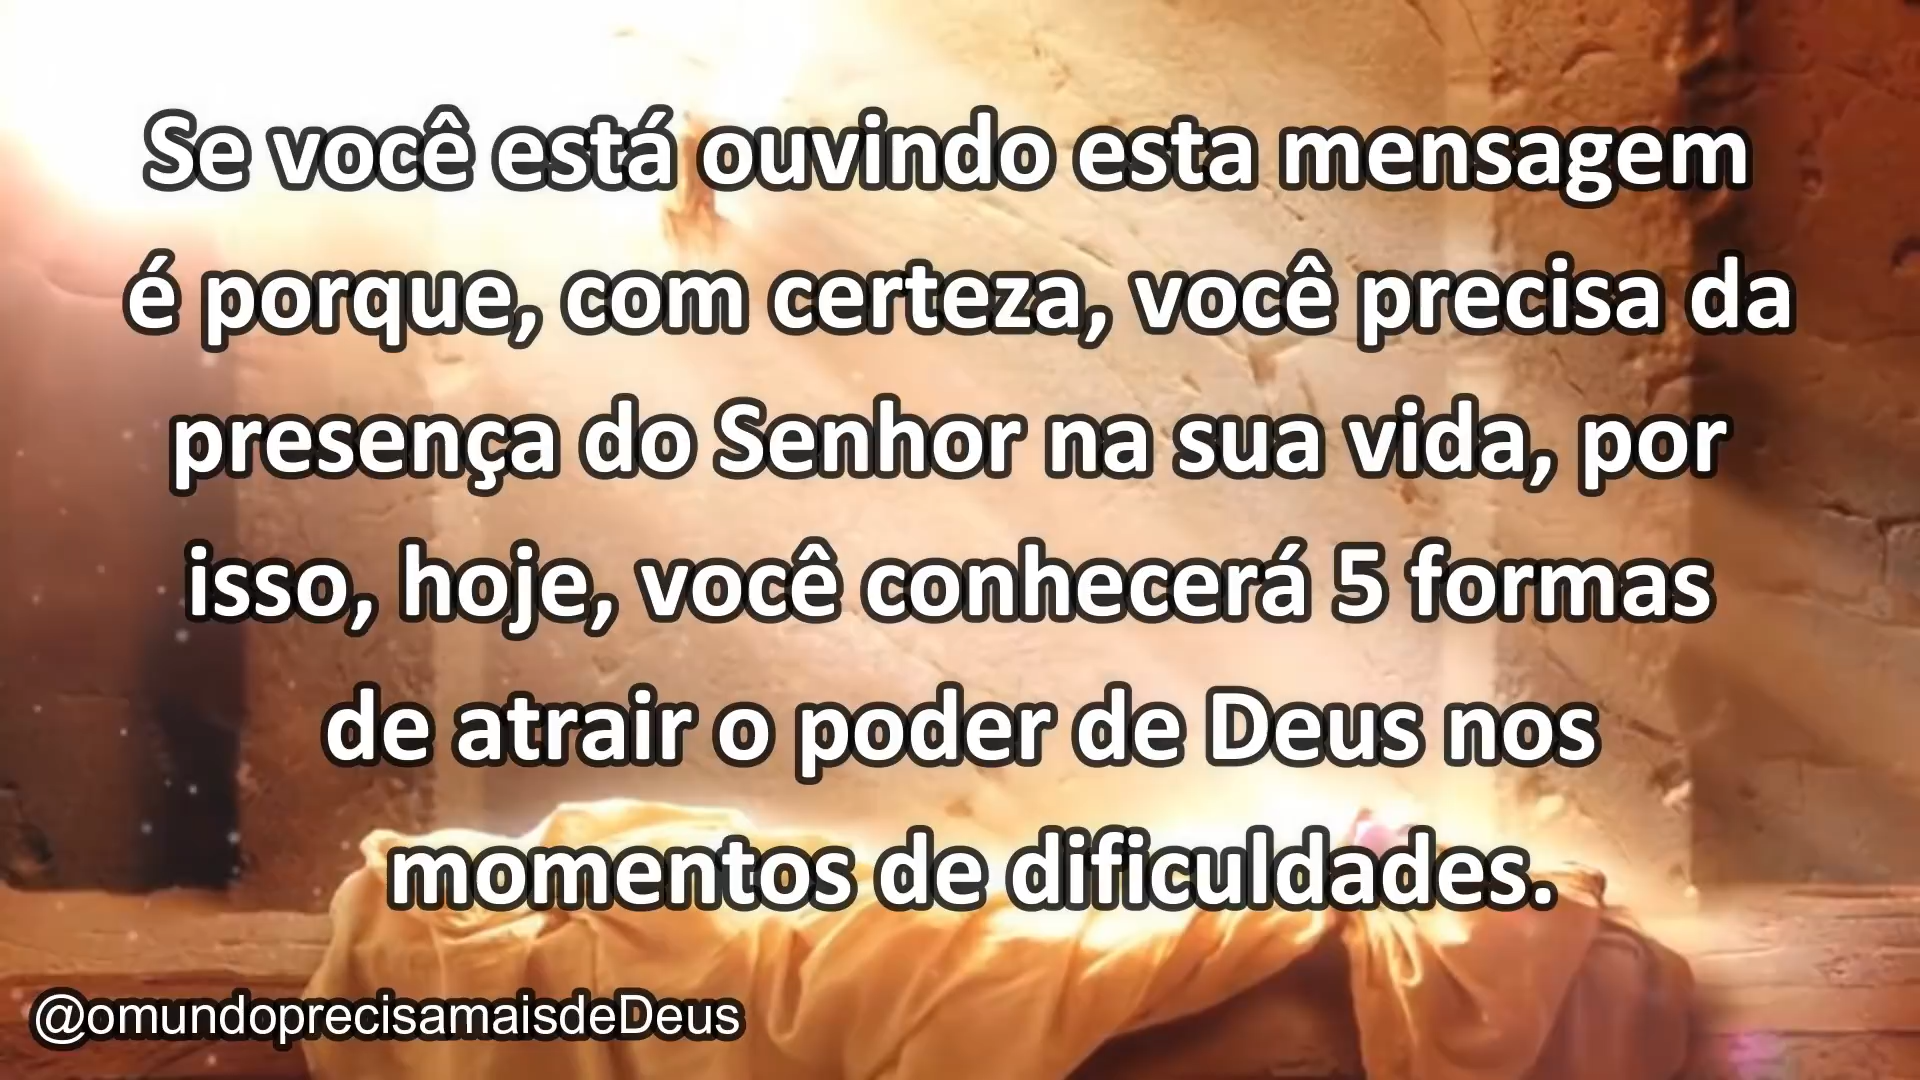 Se você está ouvindo esta mensagem
é porque, com certeza, você precisa da
presença do Senhor na sua vida, por
isso, hoje, você conhecerá 5 formas
de atrair o poder de Deus nos
momentos de dificuldades.
@omundoprecisamaisdeDeus